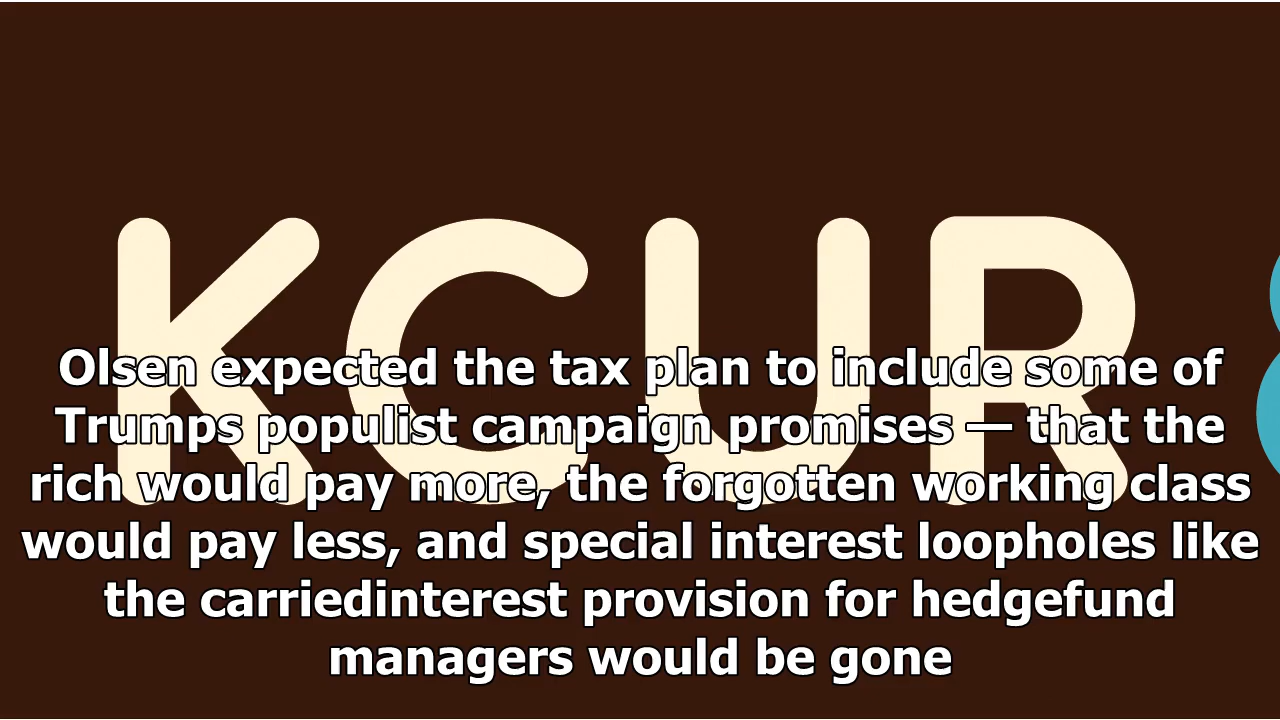 KCUR
Olsen expected the tax plan to include some of
Trumps populist campaign promises — that the
rich would pay more, the forgotten working class
would pay less, and special interest loopholes like
the carriedinterest provision for hedgefund
managers would be gone